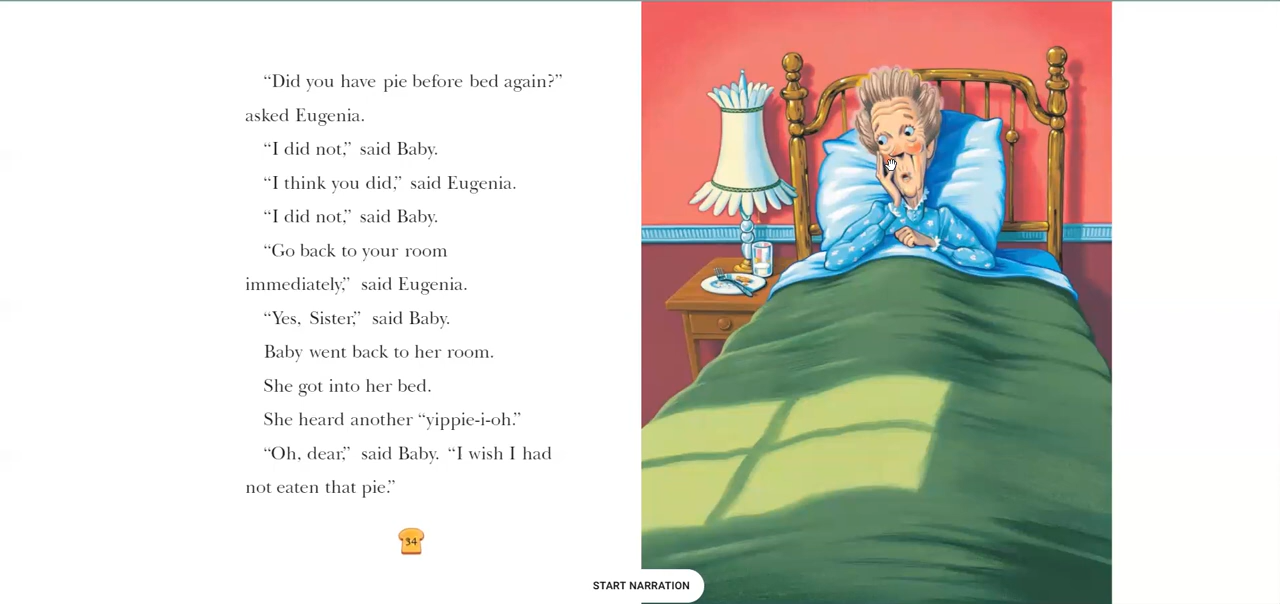 “Did you have pie before bed again?”
asked Eugenia.
“I did not,” said Baby.
“I think you did,” said Eugenia.
“I did not,” said Baby.
“Go back to your room
immediately,” said Eugenia.
“Yes, Sister,” said Baby.
Baby went back to her room.
She got into her bed.
She heard another “yippie-i-oh.”
“Oh, dear,” said Baby. “I wish I had
not eaten that pie.”
34
START NARRATION